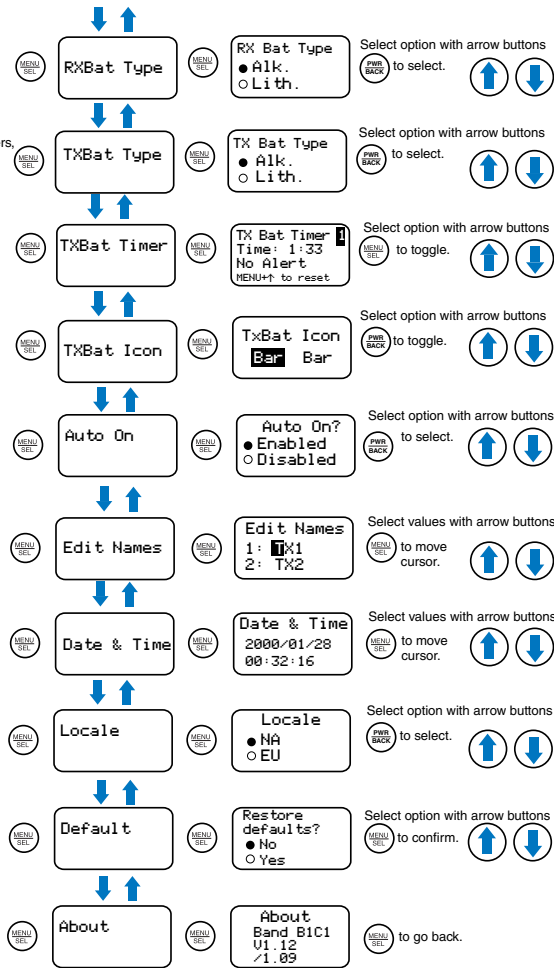 MENU
SEL
RXBat Type
MENU
SEL
RX Bat Type
Alk.
Lith.
Select option with arrow buttons
PWR
BACK
to select.
ers,
MENU
SEL
TXBat Type
MENU
SEL
TX Bat Type
Alk.
Lith.
Select option with arrow buttons
PWR
BACK
to select.
MENU
SEL
TXBat Timer
MENU
SEL
TX Bat Timer 1
Time: 1:33
No Alert
MENU+↑ to reset
Select option with arrow buttons
MENU
SEL
to toggle.
MENU
SEL
TXBat Icon
MENU
SEL
TxBat Icon
Bar Bar
Select option with arrow buttons
PWR
BACK
to toggle.
MENU
SEL
Auto On
MENU
SEL
Auto On?
Enabled
Disabled
Select option with arrow buttons
PWR
BACK
to select.
MENU
SEL
Edit Names
MENU
SEL
Edit Names
1: TX1
2: TX2
Select values with arrow buttons
MENU
SEL
to move
cursor.
MENU
SEL
Date & Time
MENU
SEL
Date & Time
2000/01/28
00:32:16
Select values with arrow buttons
MENU
SEL
to move
cursor.
MENU
SEL
Locale
MENU
SEL
Locale
NA
EU
Select option with arrow buttons
PWR
BACK
to select.
MENU
SEL
Default
MENU
SEL
Restore
defaults?
No
Yes
Select option with arrow buttons
MENU
SEL
to confirm.
MENU
SEL
About
MENU
SEL
About
Band B1C1
V1.12
/1.09
MENU
SEL
to go back.